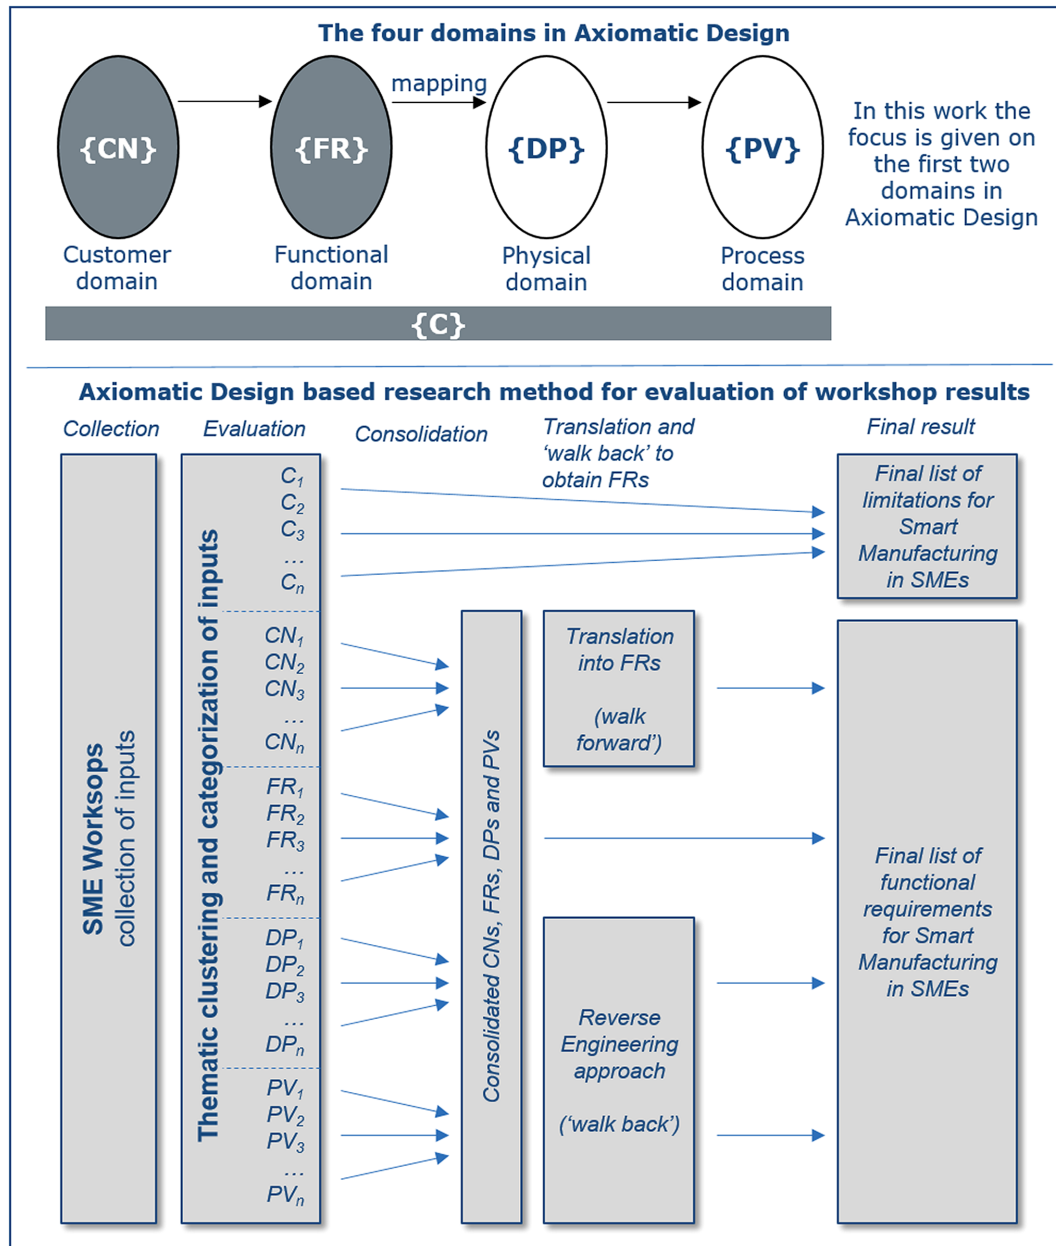 The four domains in Axiomatic Design
mapping
{CN}
{FR}
{DP}
{PV}
Customer
domain
Functional
domain
Physical
domain
Process
domain
In this work the
focus is given on
the first two
domains in
Axiomatic Design
{C}
Axiomatic Design based research method for evaluation of workshop results
Collection
Evaluation
Consolidation
Translation and
‘walk back’ to
obtain FRs
Final result
SME Worksops
collection of inputs
Thematic clustering and categorization of inputs
C1
C2
C3
...
Cn
CN1
CN2
CN3
...
CNn
FR1
FR2
FR3
...
FRn
DP1
DP2
DP3
...
DPn
PV1
PV2
PV3
...
PVn
Consolidated CNs, FRs, DPs and PVs
Translation
into FRs
(walk
forward’)
Reverse
Engineering
approach
(‘walk back’)
Final list of
limitations for
Smart
Manufacturing
in SMEs
Final list of
functional
requirements
for Smart
Manufacturing
in SMEs